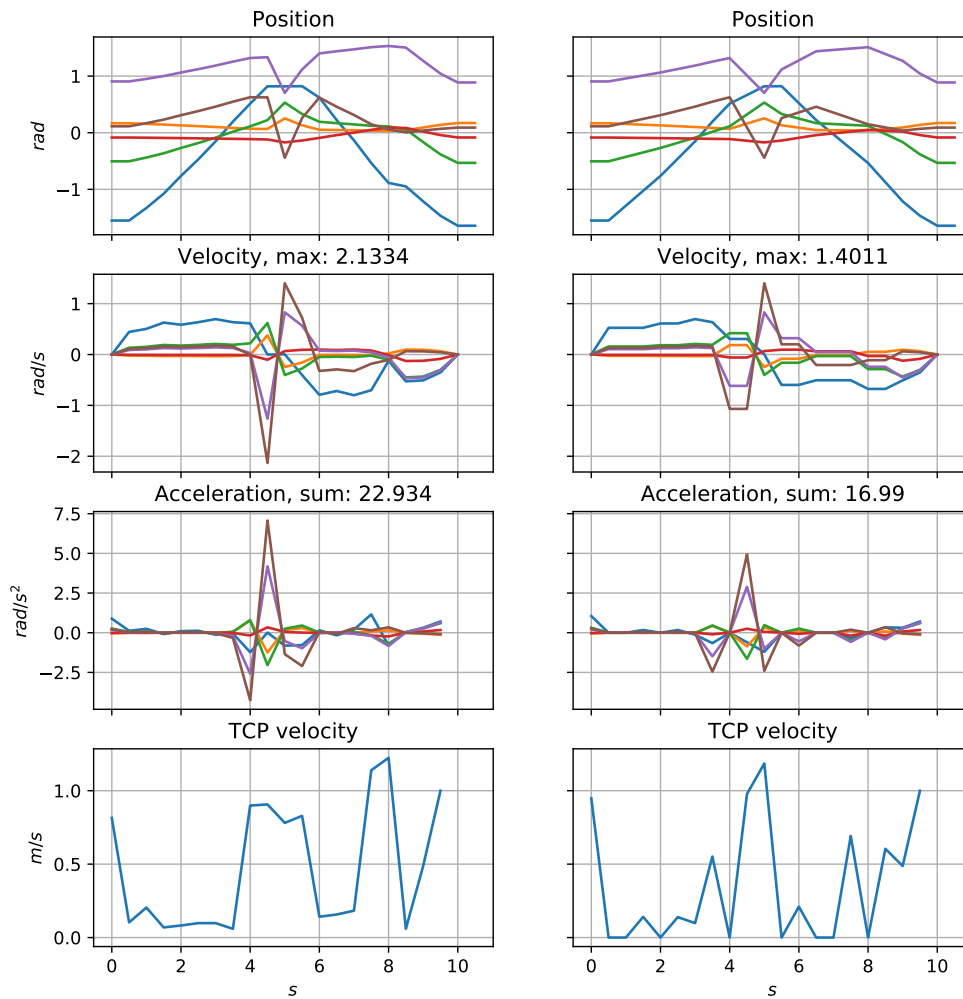 Position
Position
rad
1
0
−1
Velocity, max: 2.1334
Velocity, max: 1.4011
rad/s
1
0
−1
−2
Acceleration, sum: 22.934
Acceleration, sum: 16.99
rad/s²
7.5
5.0
2.5
0.0
−2.5
TCP velocity
TCP velocity
m/s
1.0
0.5
0.0
0 2 4 6 8 10
0 2 4 6 8 10
s
s